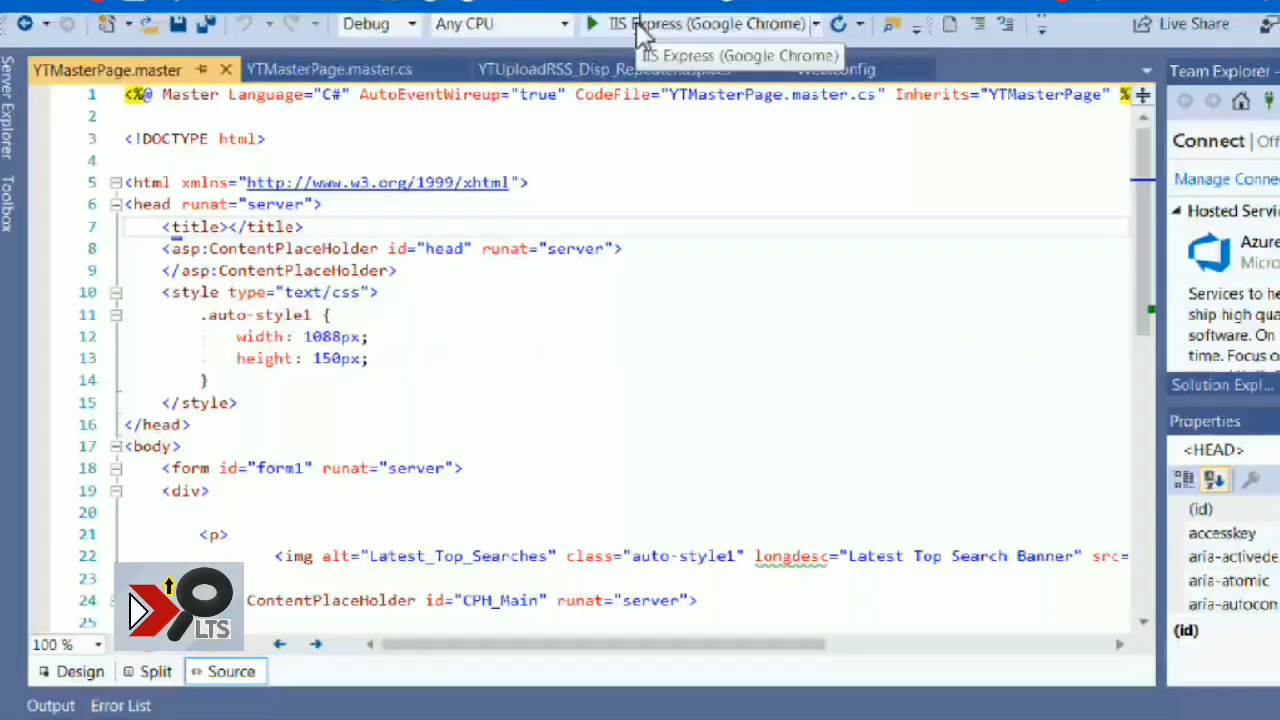 Debug Any CPU IIS Express (Google Chrome) Live Share
IIS Express (Google Chrome)
YTMasterPage.master YTMasterPage.master.cs
Server Explorer
Toolbox
1 <%@ Master Language="C#" AutoEventWireup="true" CodeFile="YTMasterPage.master.cs" Inherits="YTMasterPage" %
2
3 <!DOCTYPE html>
4
5 <html xmlns="http://www.w3.org/1999/xhtml">
6 <head runat="server">
7 <title></title>
8 <asp:ContentPlaceHolder id="head" runat="server">
9 </asp:ContentPlaceHolder>
10 <style type="text/css">
11 .auto-style1 {
12 width: 1088px;
13 height: 150px;
14 }
15 </style>
16 </head>
17 <body>
18 <form id="form1" runat="server">
19 <div>
20
21 <p>
22 <img alt="Latest_Top_Searches" class="auto-style1" longdesc="Latest Top Search Banner" src=
23
24 ContentPlaceHolder id="CPH_Main" runat="server">
25
LTS
100 %
Design Split Source
Output Error List
Team Explorer
Connect | Off
Manage Conne
Hosted Servi
Azure
Micro
Services to he
ship high qua
software. On
time. Focus o
Solution Expl...
Properties
<HEAD>
(id)
accesskey
aria-activede
aria-atomic
aria-autocon
(id)